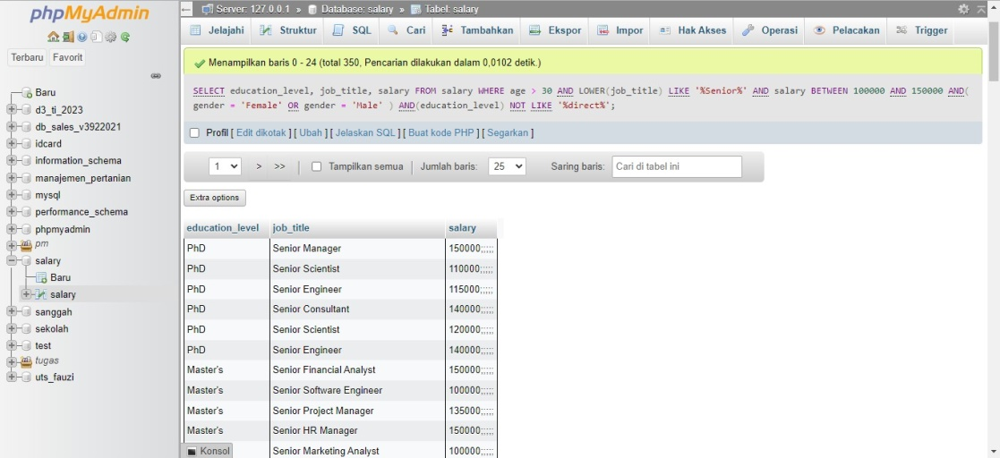 phpMyAdmin
Terbaru Favorit
Baru
d3_ti_2023
db_sales_v3922021
idcard
information_schema
manajemen_pertanian
mysql
performance_schema
phpmyadmin
pm
salary
Baru
salary
sanggah
sekolah
test
tugas
uts_fauzi
Server: 127.0.0.1 » Database: salary » Tabel: salary
Jelajahi Struktur SQL Cari Tambahkan Ekspor Impor Hak Akses Operasi Pelacakan Trigger
Menampilkan baris 0 - 24 (total 350, Pencarian dilakukan dalam 0,0102 detik.)
SELECT education_level, job_title, salary FROM salary WHERE age > 30 AND LOWER(job_title) LIKE '%Senior%' AND salary BETWEEN 100000 AND 150000 AND(
gender = 'Female' OR gender = 'Male' ) AND(education_level) NOT LIKE '%direct%';
Profil [ Edit dikotak ] [ Ubah ] [ Jelaskan SQL ] [ Buat kode PHP ] [ Segarkan ]
1 > >> | Tampilkan semua | Jumlah baris: 25 Saring baris: Cari di tabel ini
Extra options
education_level job_title salary
PhD Senior Manager 150000;;;;;
PhD Senior Scientist 110000;;;;;
PhD Senior Engineer 115000;;;;;
PhD Senior Consultant 140000;;;;;
PhD Senior Scientist 120000;;;;;
PhD Senior Engineer 140000;;;;;
Master's Senior Financial Analyst 150000;;;;;
Master's Senior Software Engineer 100000;;;;;
Master's Senior Project Manager 135000;;;;;
Master's Senior HR Manager 150000;;;;;
Konsol Senior Marketing Analyst 100000;;;;;